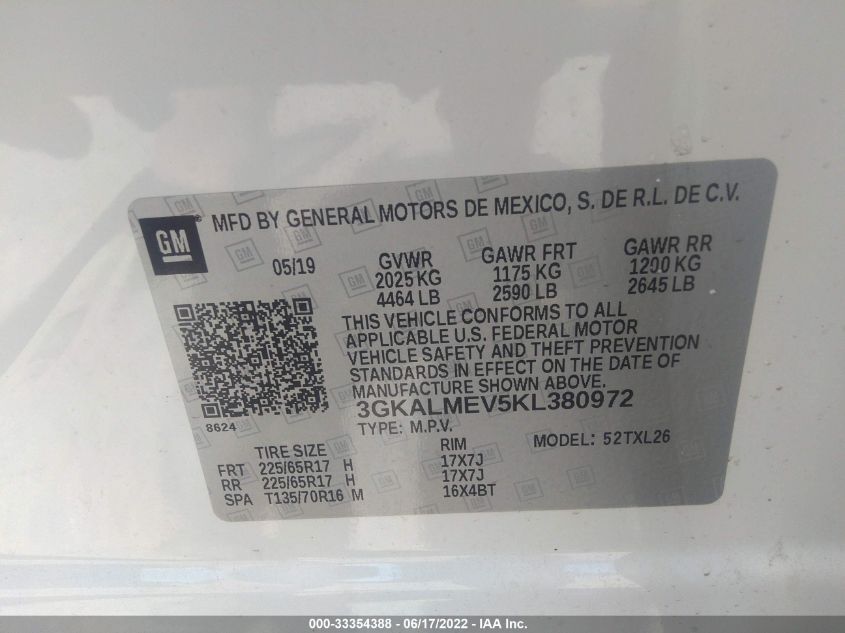 GM ® MFD BY GENERAL MOTORS DE MEXICO, S. DE R.L. DE C.V.
05/19 GVWR GAWR FRT GAWR RR
2025 KG 1175 KG 1200 KG
4464 LB 2590 LB 2645 LB
THIS VEHICLE CONFORMS TO ALL
APPLICABLE U.S. FEDERAL MOTOR
VEHICLE SAFETY AND THEFT PREVENTION
STANDARDS IN EFFECT ON THE DATE OF
MANUFACTURE SHOWN ABOVE.
3GKALMEV5KL380972
8624 TYPE: M.P.V. MODEL: 52TXL26
TIRE SIZE RIM
FRT 225/65R17 H 17X7J
RR 225/65R17 H 17X7J
SPA T135/70R16 M 16X4BT
000-33354388 - 06/17/2022 - IAA Inc.